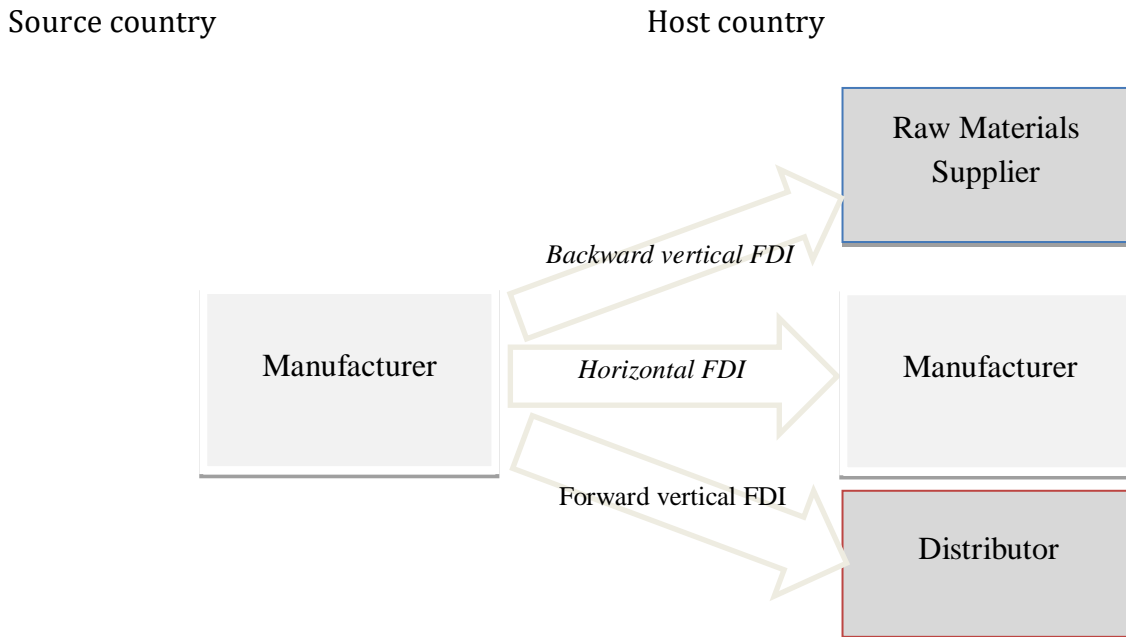 Source country
Host country
Raw Materials
Supplier
Backward vertical FDI
Manufacturer
Horizontal FDI
Manufacturer
Forward vertical FDI
Distributor